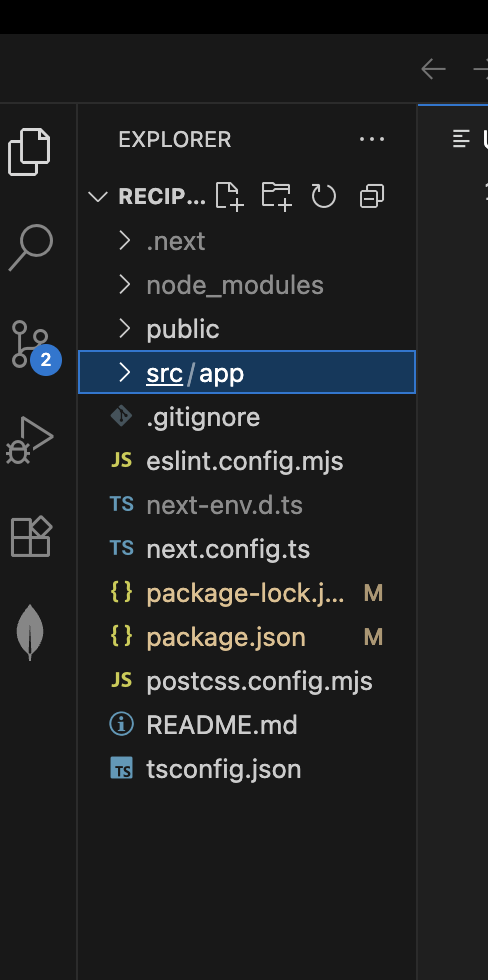 EXPLORER ...
RECIP...
.next
node_modules
public
src/app
.gitignore
JS eslint.config.mjs
2
TS next-env.d.ts
TS next.config.ts
{} package-lock.j... M
{} package.json M
JS postcss.config.mjs
README.md
TS tsconfig.json